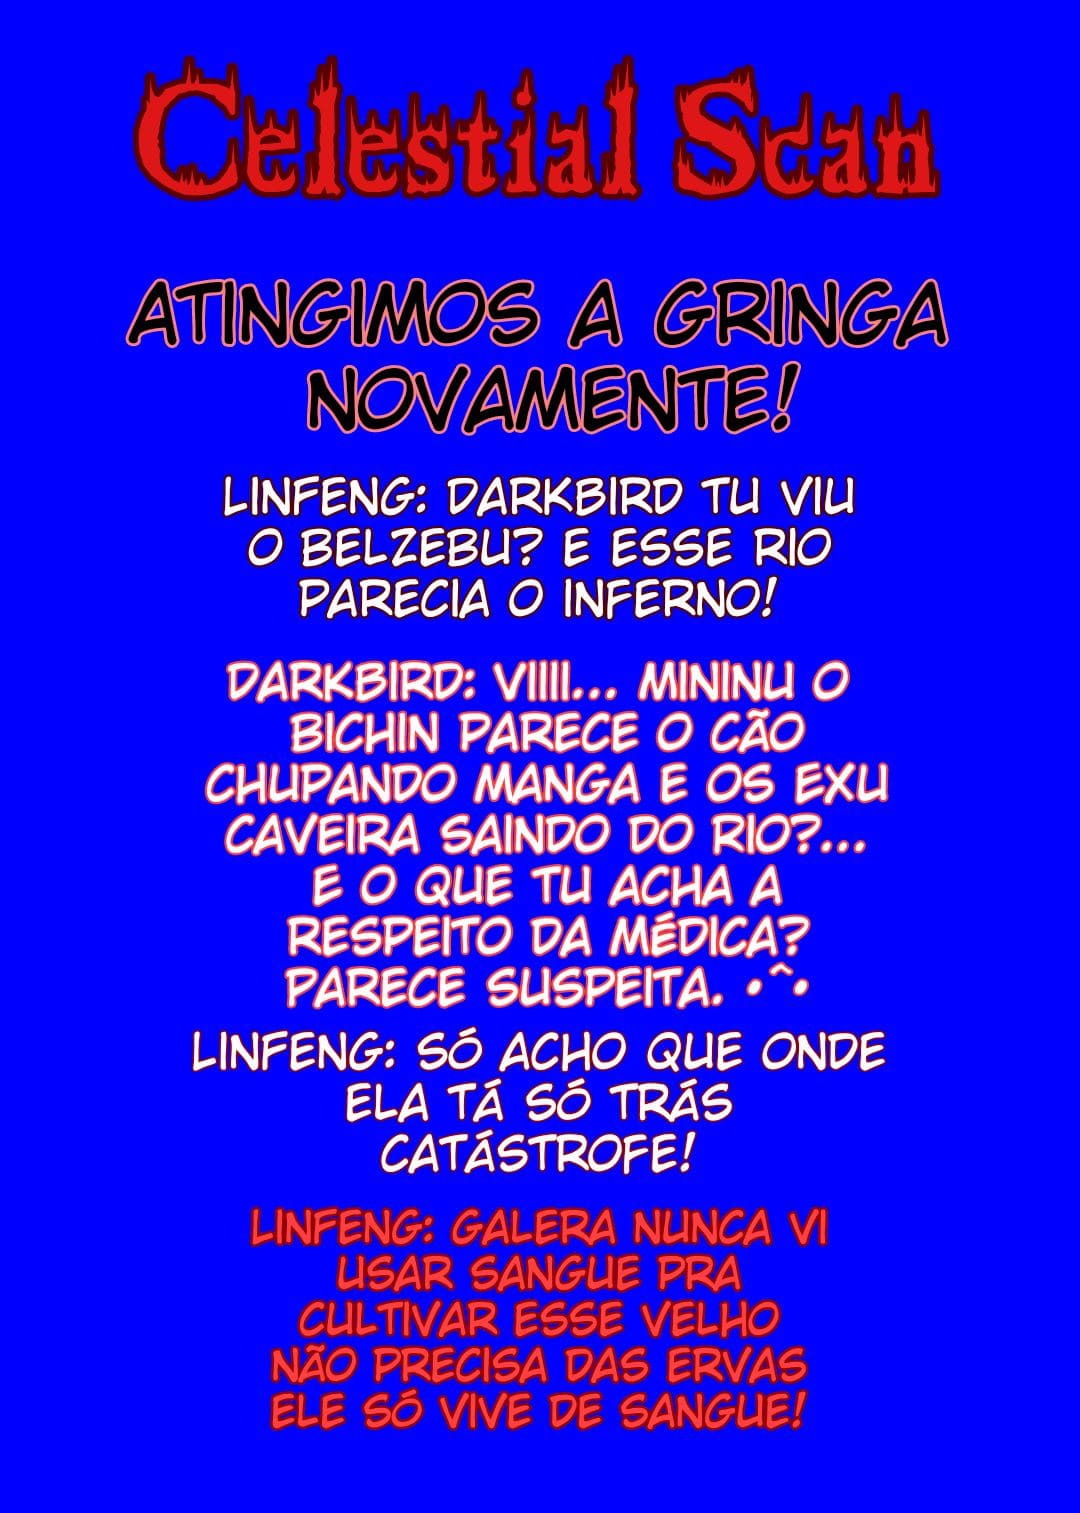 Celestial Scan
ATINGIMOS A GRINGA
NOVAMENTE!
LINFENG: DARKBIRD TU VIU
O BELZEBU? E ESSE RIO
PARECIA O INFERNO!
DARKBIRD: VIIII... MININU O
BICHIN PARECE O CÃO
CHUPANDO MANGA E OS EXU
CAVEIRA SAINDO DO RIO?...
E O QUE TU ACHA A
RESPEITO DA MÉDICA?
PARECE SUSPEITA. •^•
LINFENG: SÓ ACHO QUE ONDE
ELA TÁ SÓ TRÁS
CATÁSTROFE!
LINFENG: GALERA NUNCA VI
USAR SANGUE PRA
CULTIVAR ESSE VELHO
NÃO PRECISA DAS ERVAS
ELE SÓ VIVE DE SANGUE!